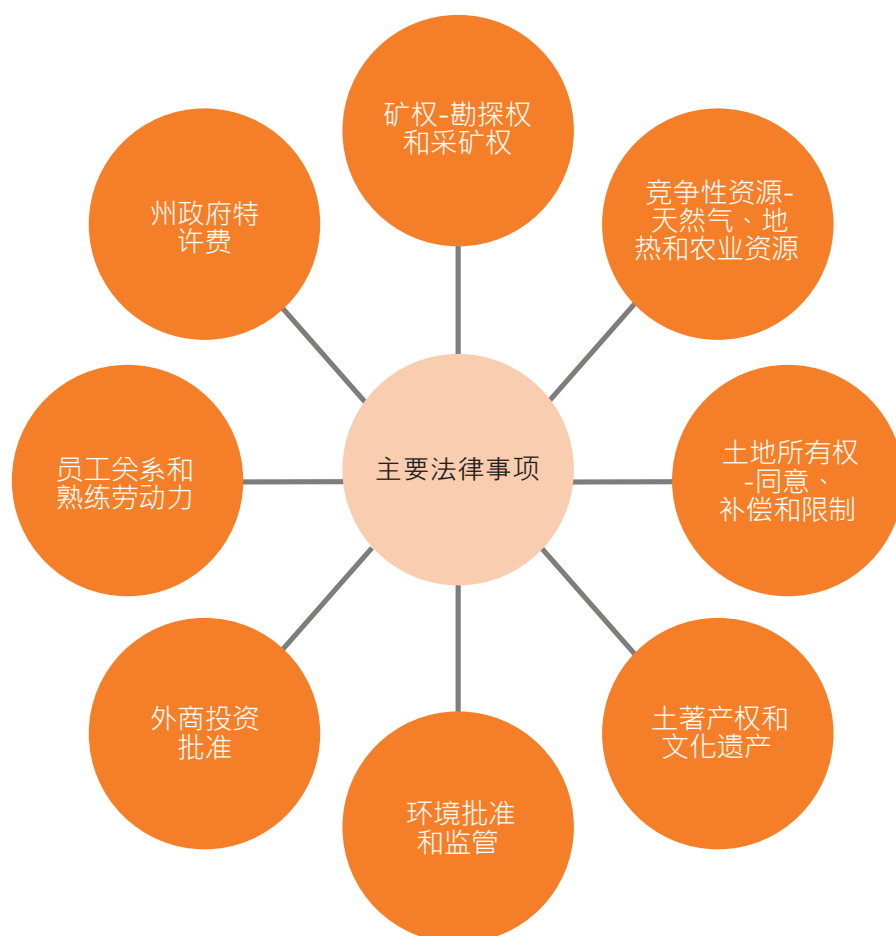 矿权-勘探权
和采矿权
竞争性资源-
天然气、地
热和农业资源
土地所有权
-同意、
补偿和限制
土著产权和
文化遗产
环境批准
和监管
外商投资
批准
员工关系和
熟练劳动力
州政府特
许费
主要法律事项